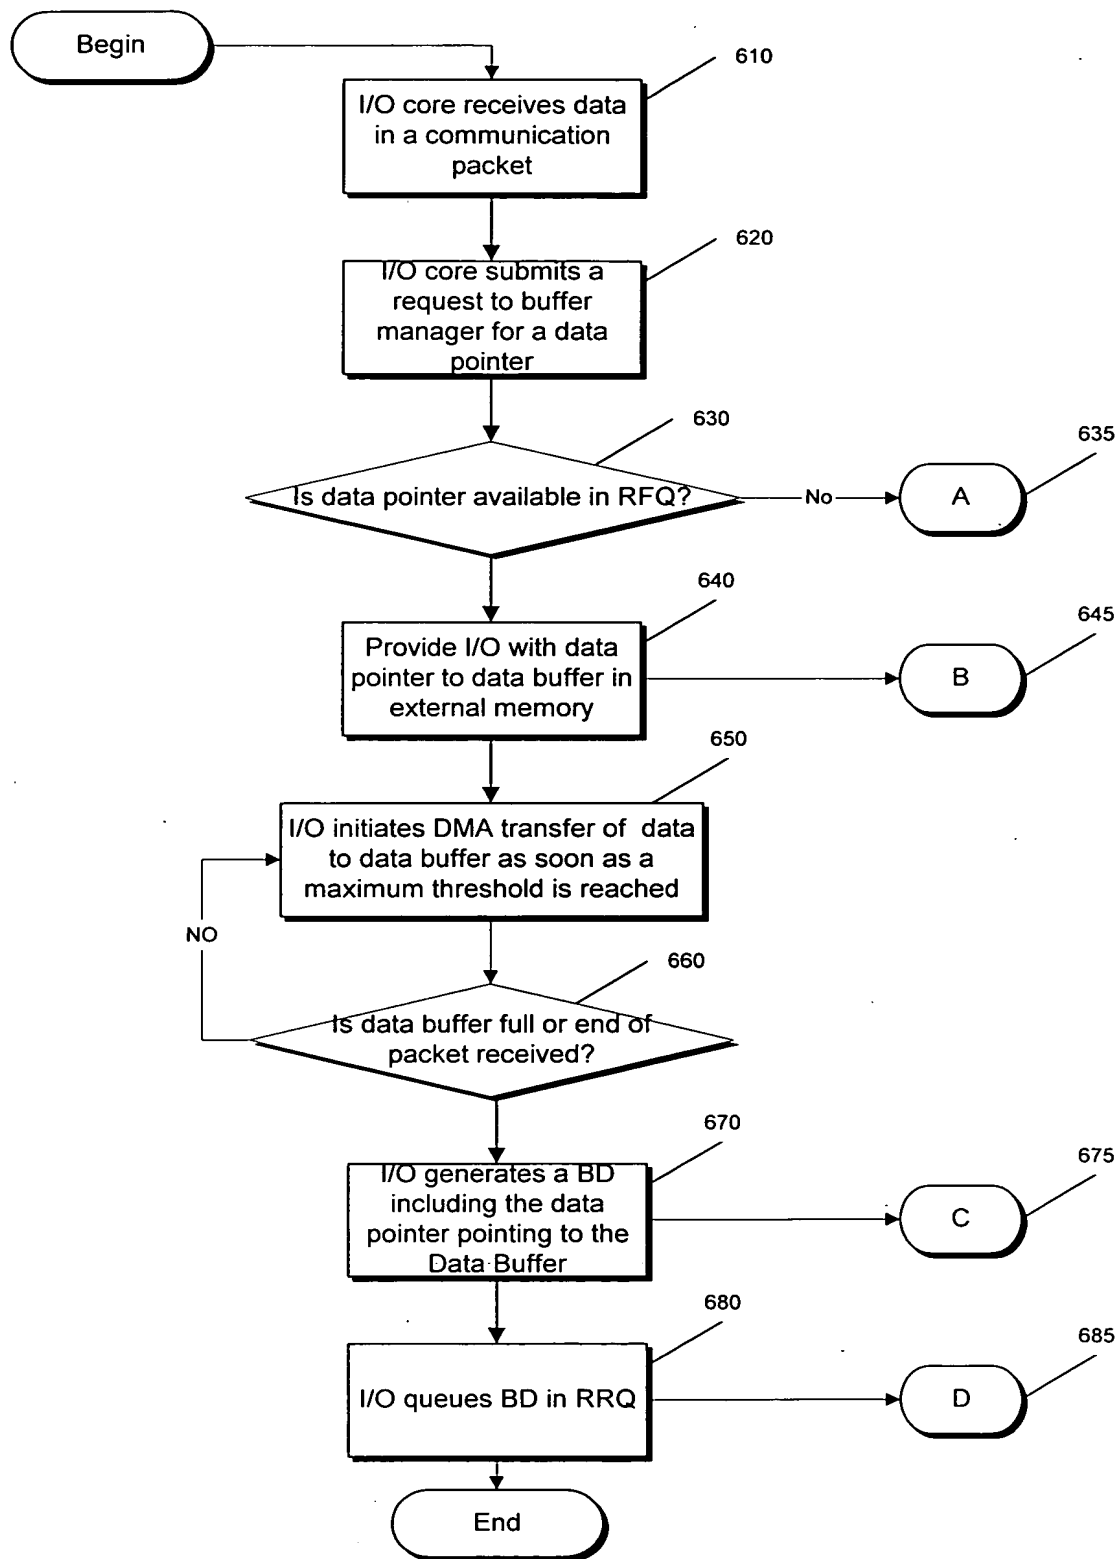 Begin
610
I/O core receives data
in a communication
packet
620
I/O core submits a
request to buffer
manager for a data
pointer
630
Is data pointer available in RFQ?
No
635
A
640
Provide I/O with data
pointer to data buffer in
external memory
645
B
650
I/O initiates DMA transfer of data
to data buffer as soon as a
maximum threshold is reached
NO
660
Is data buffer full or end of
packet received?
670
I/O generates a BD
including the data
pointer pointing to the
Data Buffer
675
C
680
I/O queues BD in RRQ
685
D
End